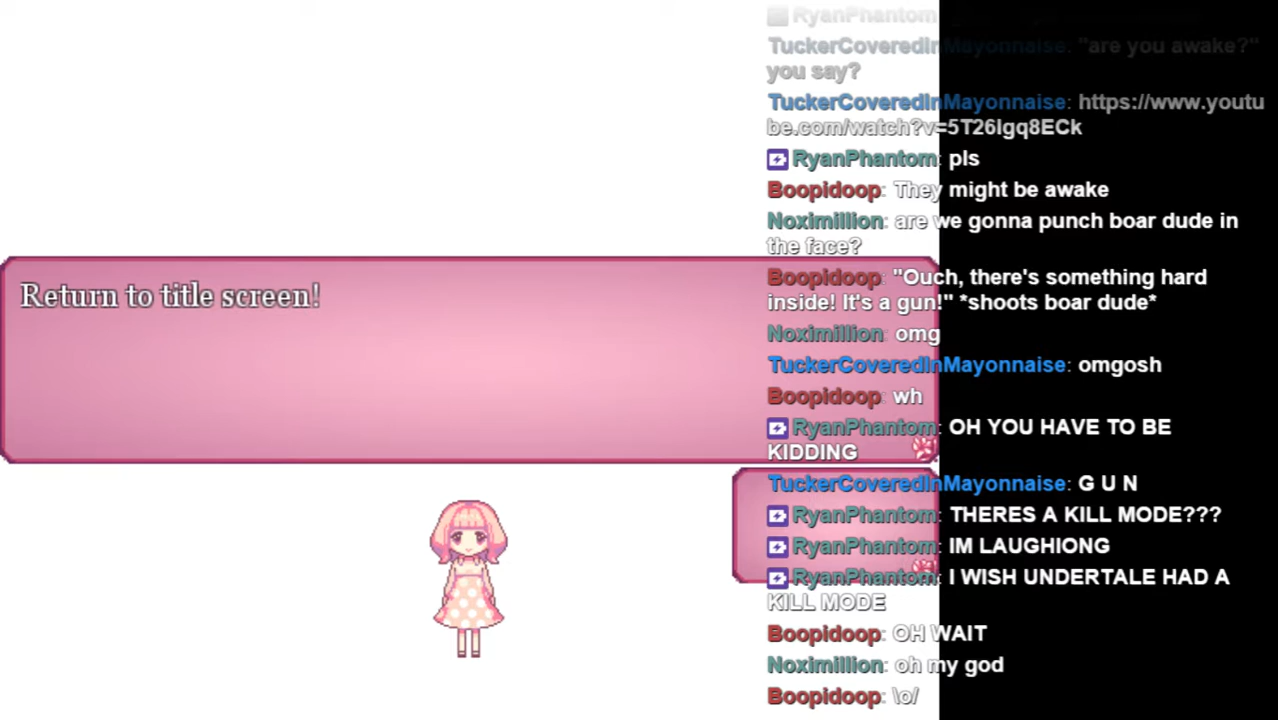 Return to title screen!
RyanPhantom
TuckerCoveredInMayonnaise: "are you awake?"
you say?
TuckerCoveredInMayonnaise: https://www.youtu
be.com/watch?v=5T26lgq8ECk
RyanPhantom: pls
Boopidoop: They might be awake
Noximillion: are we gonna punch boar dude in
the face?
Boopidoop: "Ouch, there's something hard
inside! It's a gun!" *shoots boar dude*
Noximillion: omg
TuckerCoveredInMayonnaise: omgosh
Boopidoop: wh
RyanPhantom: OH YOU HAVE TO BE
KIDDING
TuckerCoveredInMayonnaise: G U N
RyanPhantom: THERES A KILL MODE???
RyanPhantom: IM LAUGHIONG
RyanPhantom: I WISH UNDERTALE HAD A
KILL MODE
Boopidoop: OH WAIT
Noximillion: oh my god
Boopidoop: \o/